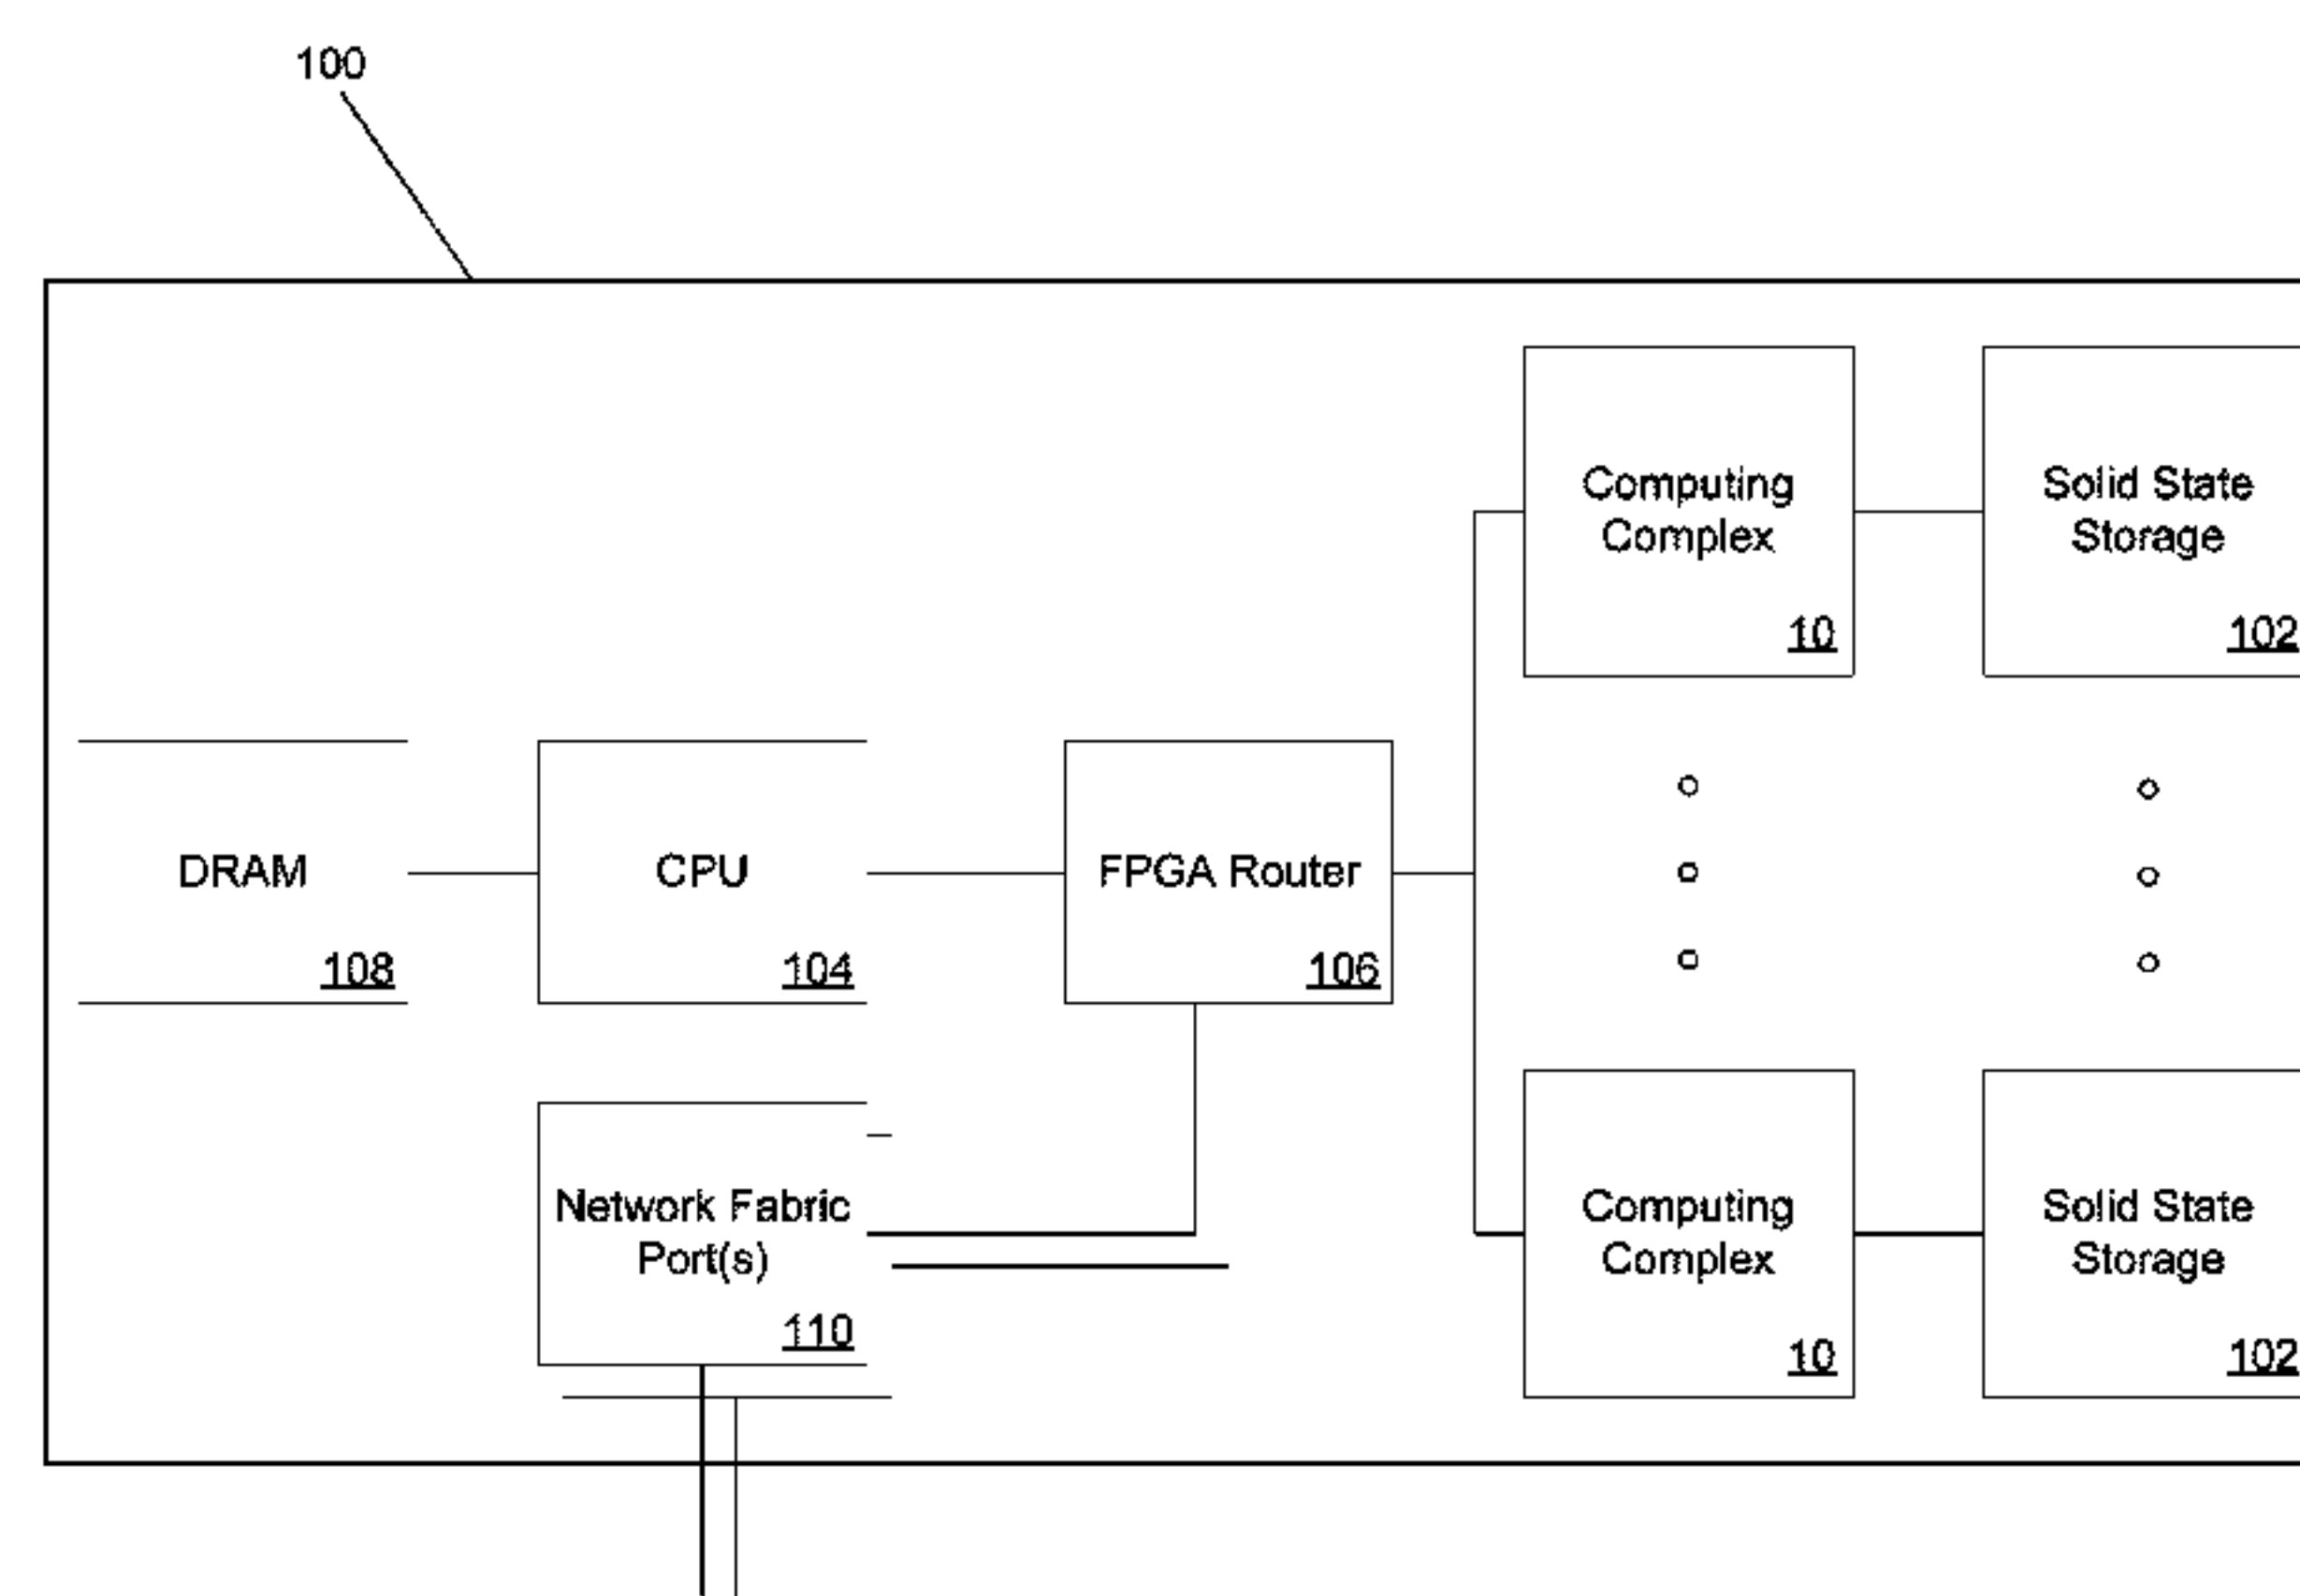 100
Computing
Complex
10
Solid State
Storage
102
DRAM
108
CPU
104
FPGA Router
106
Network Fabric
Port(s)
110
Computing
Complex
10
Solid State
Storage
102